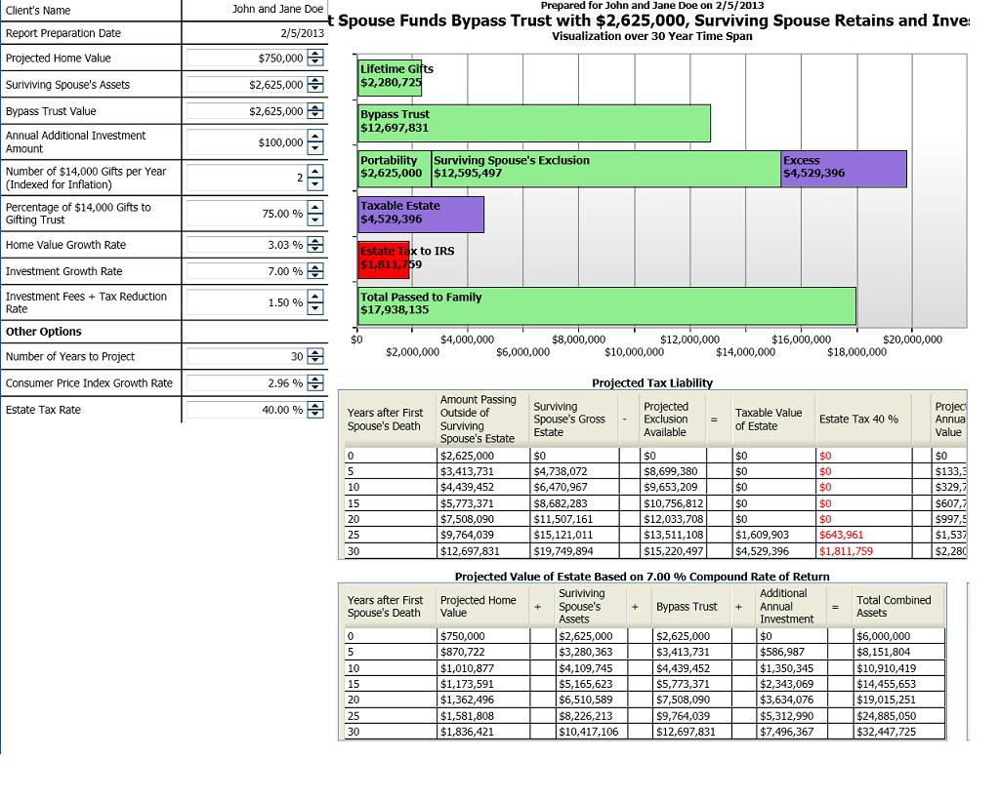 Client's Name John and Jane Doe
Report Preparation Date 2/5/2013
Projected Home Value $750,000
Suriviving Spouse's Assets $2,625,000
Bypass Trust Value $2,625,000
Annual Additional Investment
Amount $100,000
Number of $14,000 Gifts per Year
(Indexed for Inflation) 2
Percentage of $14,000 Gifts to
Gifting Trust 75.00 %
Home Value Growth Rate 3.03 %
Investment Growth Rate 7.00 %
Investment Fees + Tax Reduction
Rate 1.50 %
Other Options
Number of Years to Project 30
Consumer Price Index Growth Rate 2.96 %
Estate Tax Rate 40.00 %
Prepared for John and Jane Doe on 2/5/2013
t Spouse Funds Bypass Trust with $2,625,000, Surviving Spouse Retains and Inve
Visualization over 30 Year Time Span
Lifetime Gifts
$2,280,725
Bypass Trust
$12,697,831
Portability Surviving Spouse's Exclusion Excess
$2,625,000 $12,595,497 $4,529,396
Taxable Estate
$4,529,396
Estate Tax to IRS
$1,811,759
Total Passed to Family
$17,938,135
$0 $4,000,000 $8,000,000 $12,000,000 $16,000,000 $20,000,000
$2,000,000 $6,000,000 $10,000,000 $14,000,000 $18,000,000
Projected Tax Liability
Years after First
Spouse's Death
Amount Passing
Outside of
Surviving
Spouse's Estate
Surviving
Spouse's Gross
Estate
-
Projected
Exclusion
Available
=
Taxable Value
of Estate
Estate Tax 40 %
Project
Annua
Value
0 $2,625,000 $0 $0 $0 $0 $0
5 $3,413,731 $4,738,072 $8,699,380 $0 $0 $133,3
10 $4,439,452 $6,470,967 $9,653,209 $0 $0 $329,7
15 $5,773,371 $8,682,283 $10,756,812 $0 $0 $607,7
20 $7,508,090 $11,507,161 $12,033,708 $0 $0 $997,5
25 $9,764,039 $15,121,011 $13,511,108 $1,609,903 $643,961 $1,537
30 $12,697,831 $19,749,894 $15,220,497 $4,529,396 $1,811,759 $2,280
Projected Value of Estate Based on 7.00 % Compound Rate of Return
Years after First
Spouse's Death
Projected Home
Value
+
Suriviving
Spouse's
Assets
+
Bypass Trust
+
Additional
Annual
Investment
=
Total Combined
Assets
0 $750,000 $2,625,000 $2,625,000 $0 $6,000,000
5 $870,722 $3,280,363 $3,413,731 $586,987 $8,151,804
10 $1,010,877 $4,109,745 $4,439,452 $1,350,345 $10,910,419
15 $1,173,591 $5,165,623 $5,773,371 $2,343,069 $14,455,653
20 $1,362,496 $6,510,589 $7,508,090 $3,634,076 $19,015,251
25 $1,581,808 $8,226,213 $9,764,039 $5,312,990 $24,885,050
30 $1,836,421 $10,417,106 $12,697,831 $7,496,367 $32,447,725